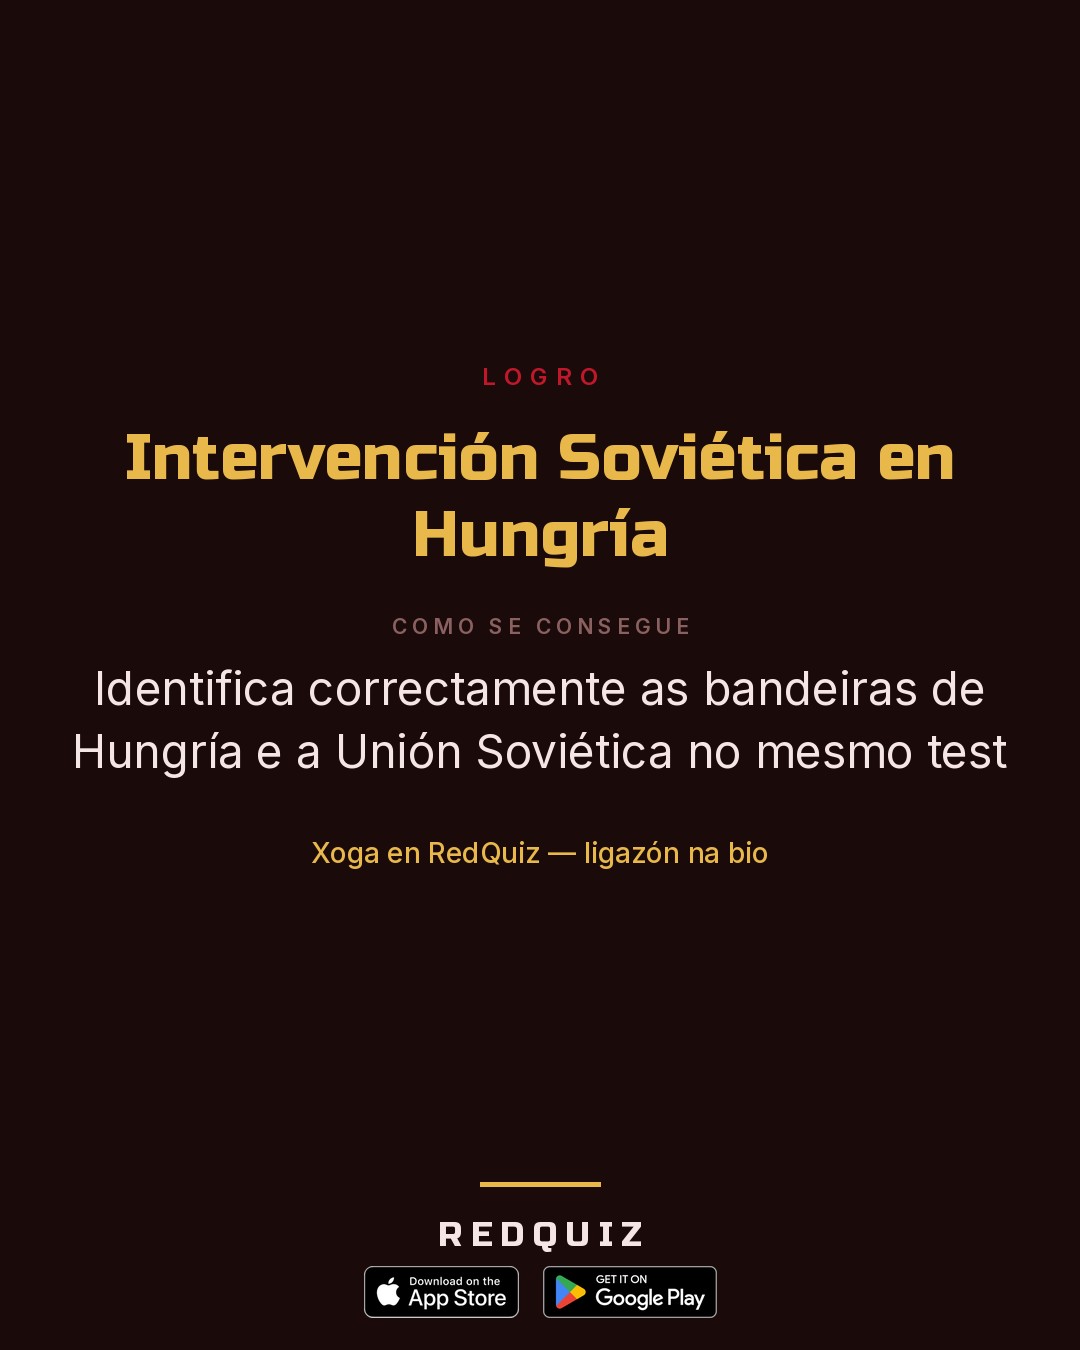 LOGRO
Intervención Soviética en
Hungría
COMO SE CONSEGUE
Identifica correctamente as bandeiras de
Hungría e a Unión Soviética no mesmo test
Xoga en RedQuiz — ligazón na bio
REDQUIZ
Download on the
App Store
GET IT ON
Google Play